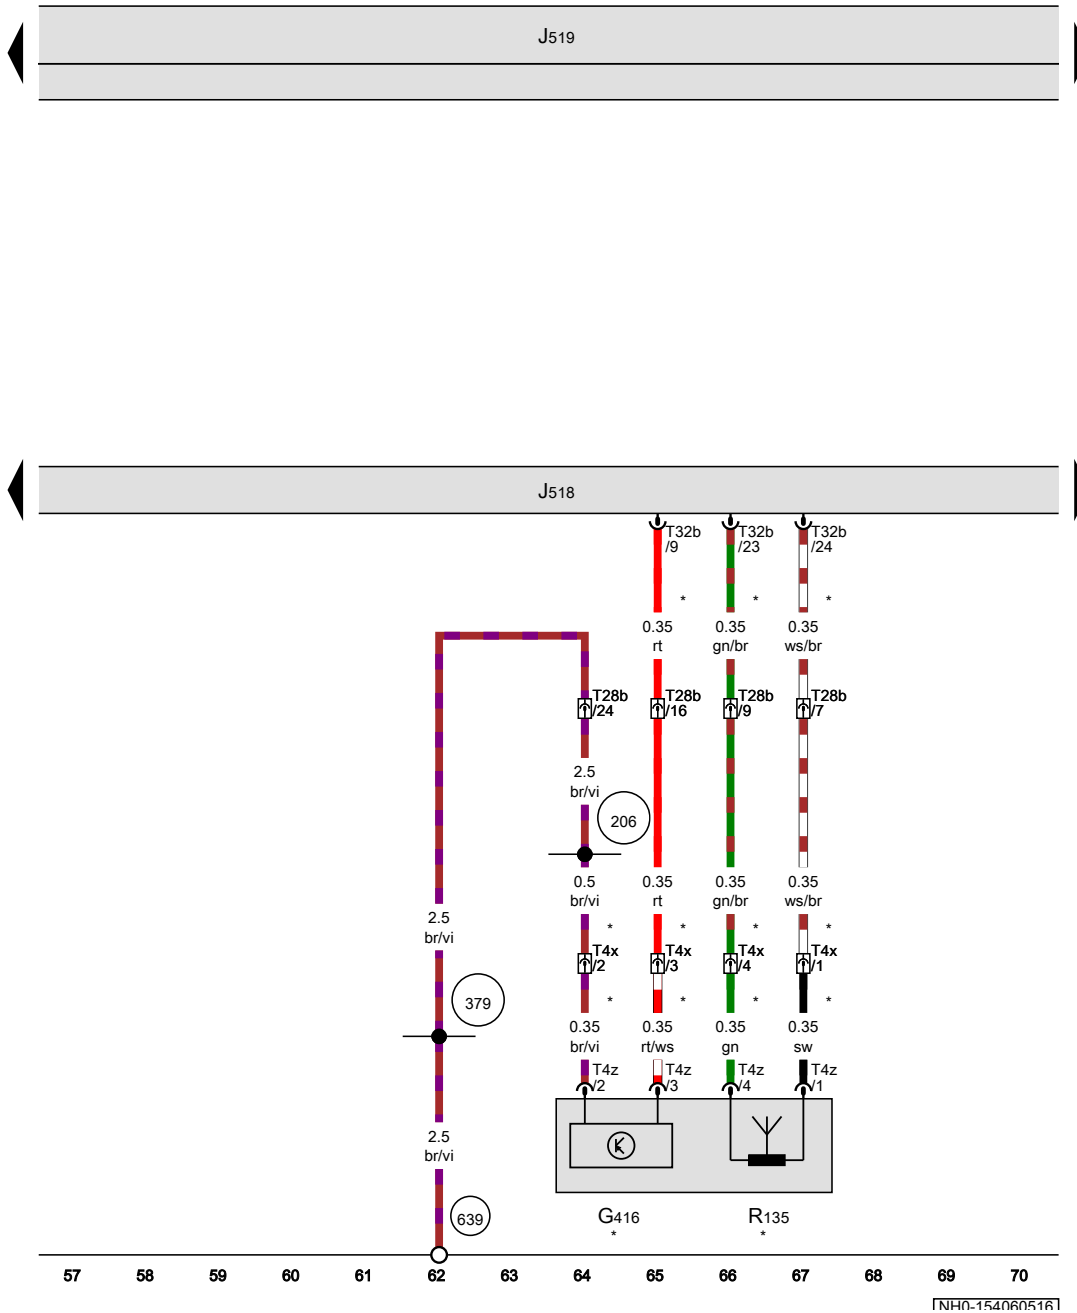 J519
J518
T32b
/9
T32b
/23
T32b
/24
*
*
*
0.35
rt
0.35
gn/br
0.35
ws/br
T28b
/24
T28b
/16
T28b
/9
T28b
/7
2.5
br/vi
206
0.5
br/vi
0.35
rt
0.35
gn/br
0.35
ws/br
2.5
br/vi
*
*
*
*
T4x
/2
T4x
/3
T4x
/4
T4x
/1
379
*
*
*
*
0.35
br/vi
0.35
rt/ws
0.35
gn
0.35
sw
T4z
/2
T4z
/3
T4z
/4
T4z
/1
2.5
br/vi
639
G416
*
R135
*
57 58 59 60 61 62 63 64 65 66 67 68 69 70
NH0-154060516